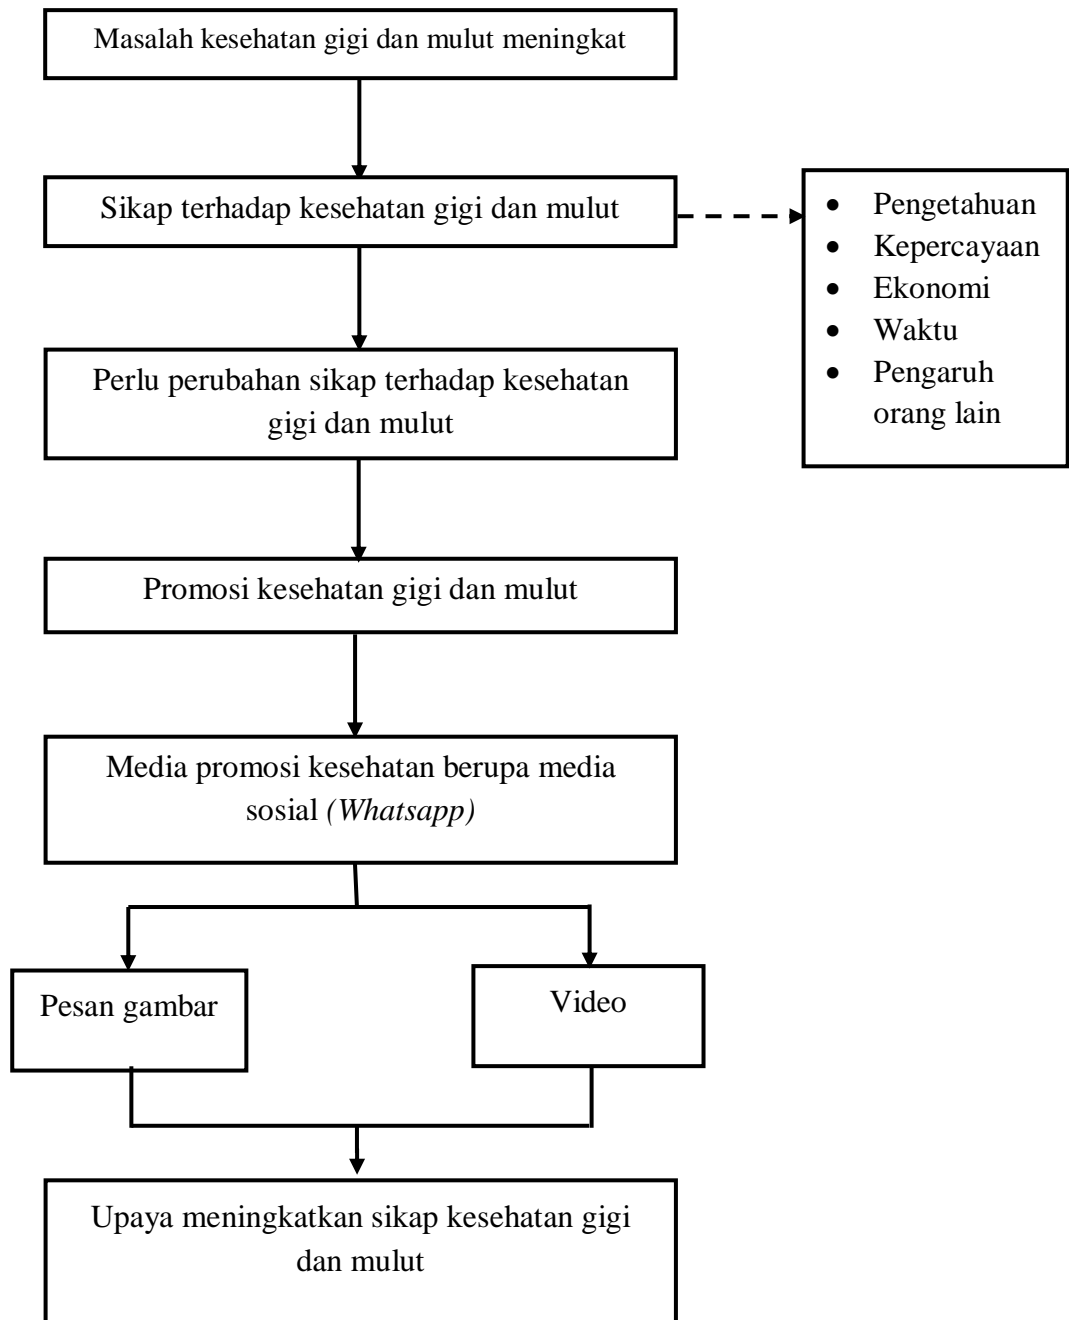 Masalah kesehatan gigi dan mulut meningkat
Sikap terhadap kesehatan gigi dan mulut
• Pengetahuan
• Kepercayaan
• Ekonomi
• Waktu
• Pengaruh
orang lain
Perlu perubahan sikap terhadap kesehatan
gigi dan mulut
Promosi kesehatan gigi dan mulut
Media promosi kesehatan berupa media
sosial (Whatsapp)
Pesan gambar
Video
Upaya meningkatkan sikap kesehatan gigi
dan mulut